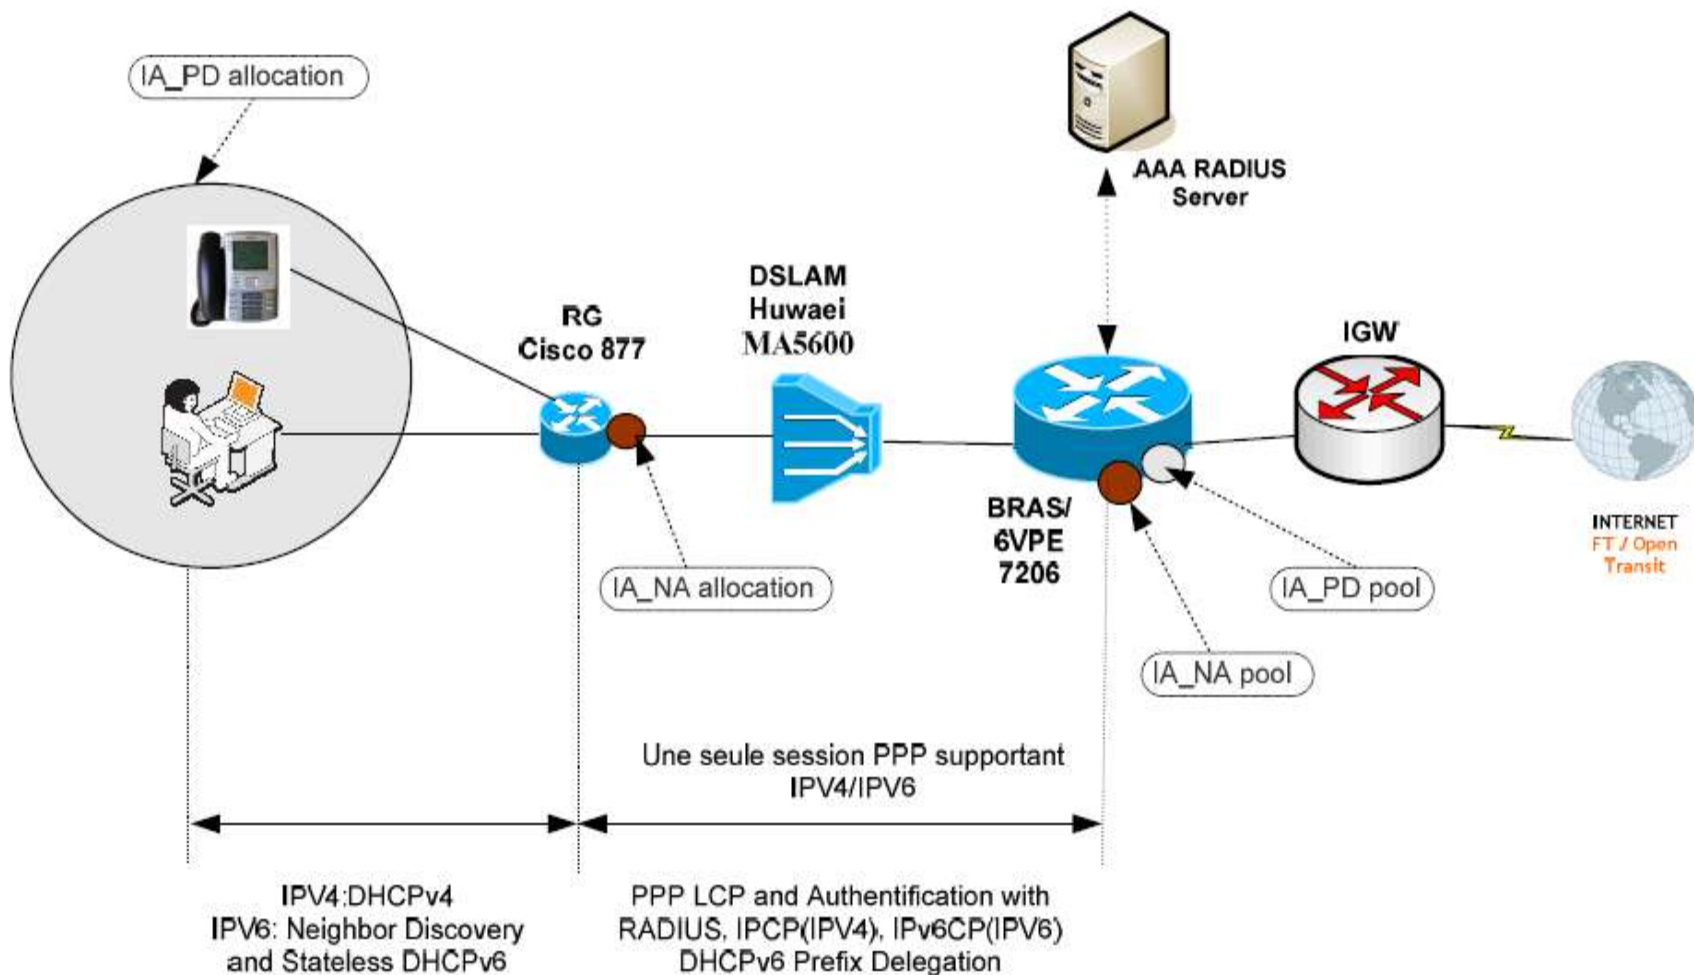 IA_PD allocation
AAA RADIUS
Server
DSLAM
Huwaei
MA5600
RG
Cisco 877
IGW
BRAS/
6VPE
7206
INTERNET
FT / Open
Transit
IA_NA allocation
IA_PD pool
IA_NA pool
Une seule session PPP supportant
IPV4/IPV6
IPV4:DHCPv4
IPV6: Neighbor Discovery
and Stateless DHCPv6
PPP LCP and Authentification with
RADIUS, IPCP(IPV4), IPv6CP(IPV6)
DHCPv6 Prefix Delegation